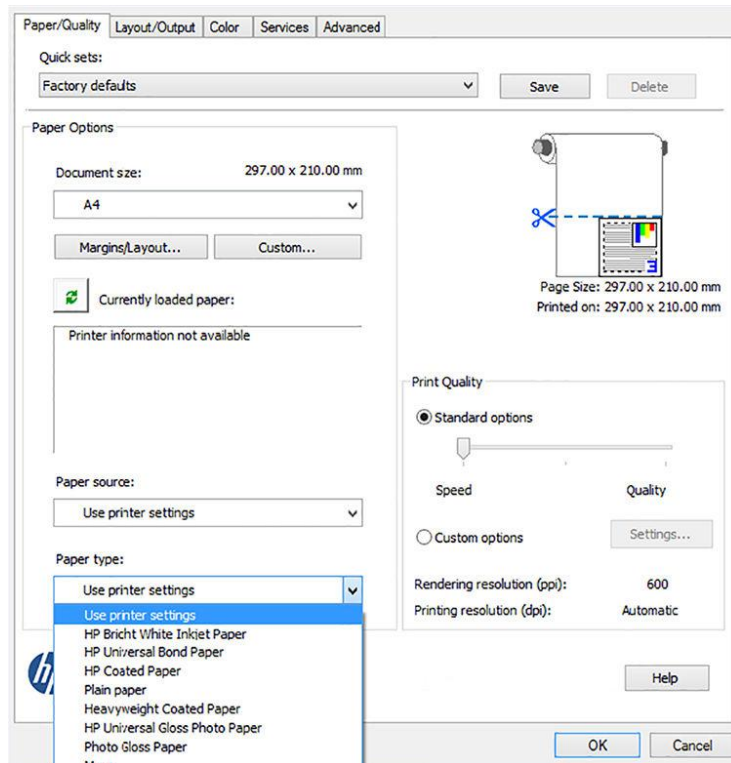 Paper/Quality Layout/Output Color Services Advanced
Quick sets:
Factory defaults Save Delete
Paper Options
Document size: 297.00 x 210.00 mm
A4
Margins/Layout... Custom...
Currently loaded paper:
Printer information not available
Page Size: 297.00 x 210.00 mm
Printed on: 297.00 x 210.00 mm
Print Quality
Standard options
Speed Quality
Custom options Settings...
Rendering resolution (ppi): 600
Printing resolution (dpi): Automatic
Paper source:
Use printer settings
Paper type:
Use printer settings
Use printer settings
HP Bricht White Inkjet Paper
HP Universal Bond Paper
HP Coated Paper
Plain paper
Heavyweight Coated Paper
HP Universal Gloss Photo Paper
Photo Gloss Paper
hp
Help
OK Cancel